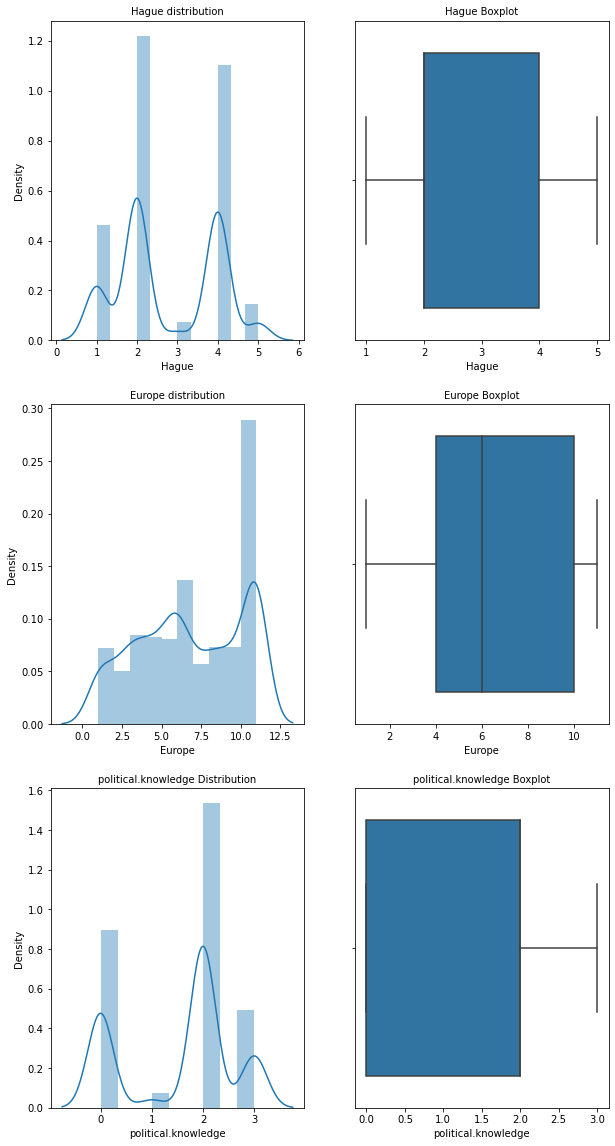 Hague distribution
Hague Boxplot
1.2
1.0
0.8
0.6
0.4
0.2
0.0
Density
0 1 2 3 4 5 6
Hague
1 2 3 4 5
Hague
Europe distribution
Europe Boxplot
0.30
0.25
0.20
0.15
0.10
0.05
0.00
Density
0.0 2.5 5.0 7.5 10.0 12.5
Europe
2 4 6 8 10
Europe
political.knowledge Distribution
political.knowledge Boxplot
1.6
1.4
1.2
1.0
0.8
0.6
0.4
0.2
0.0
Density
0 1 2 3
political.knowledge
0.0 0.5 1.0 1.5 2.0 2.5 3.0
political.knowledge